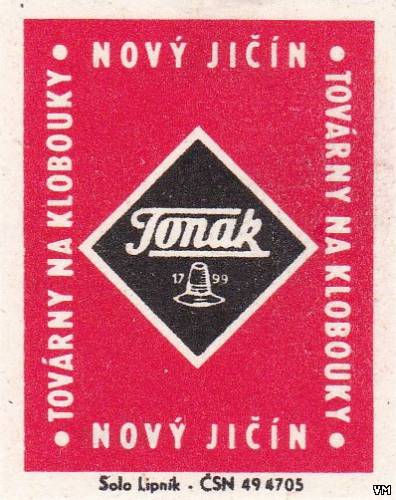 • NOVÝ JIČÍN •
TOVÁRNY NA KLOBOUKY
TOVÁRNY NA KLOBOUKY
Tonak
17 99
• NOVÝ JIČÍN •
Solo Lipník - ČSN 49 4705
VM